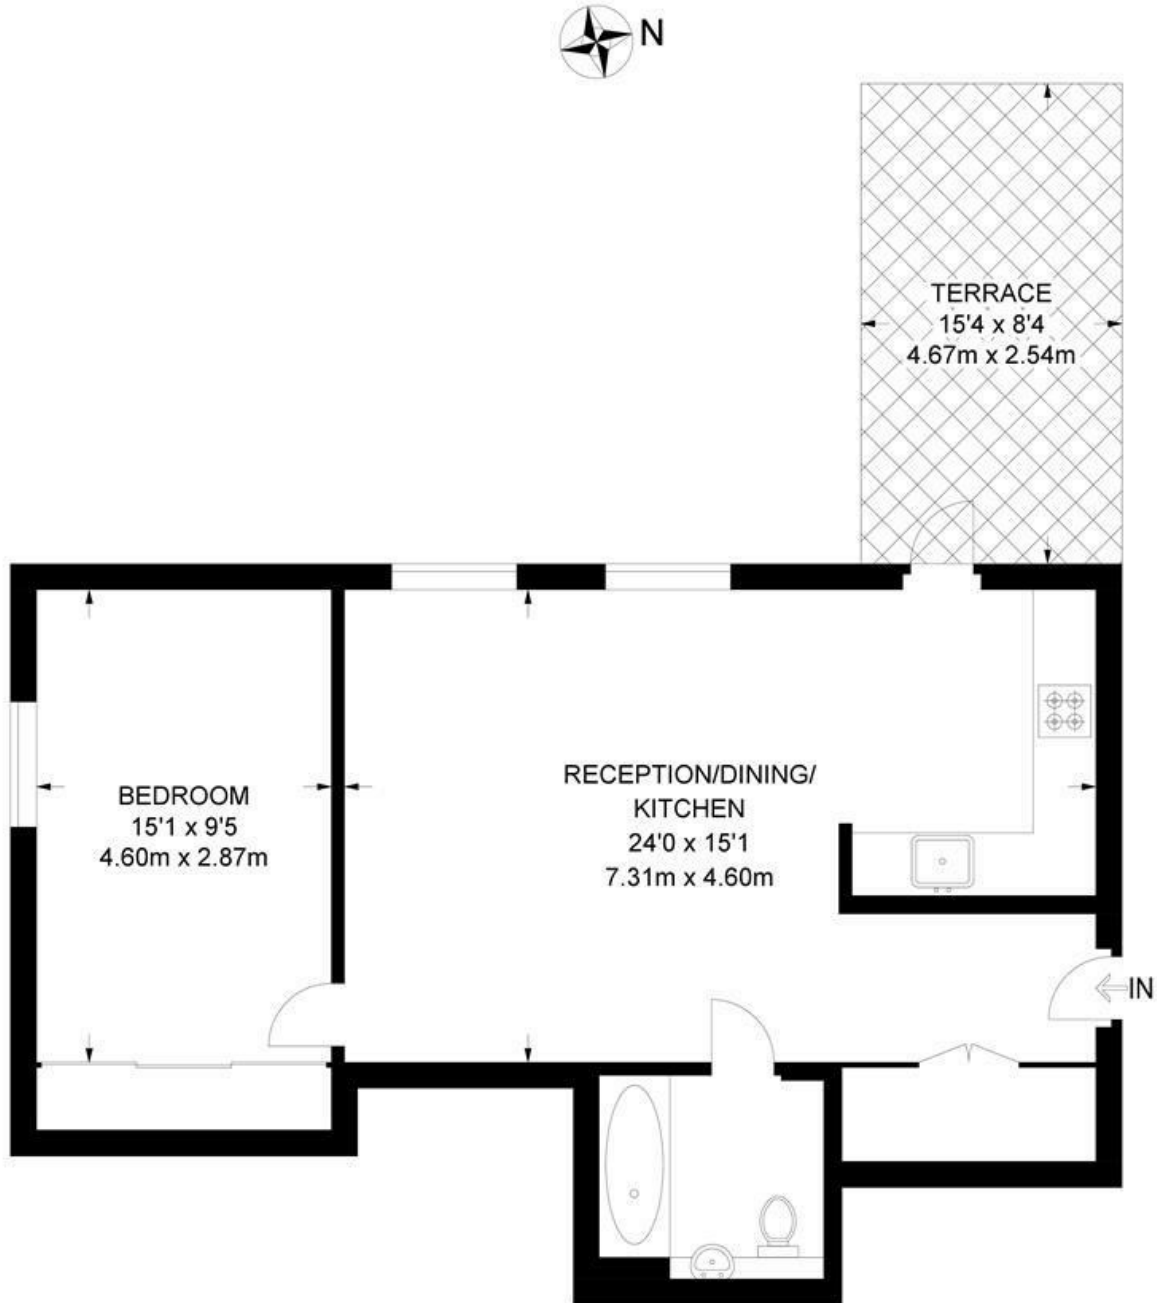 N
TERRACE
15'4 x 8'4
4.67m x 2.54m
BEDROOM
15'1 x 9'5
4.60m x 2.87m
RECEPTION/DINING/
KITCHEN
24'0 x 15'1
7.31m x 4.60m
IN